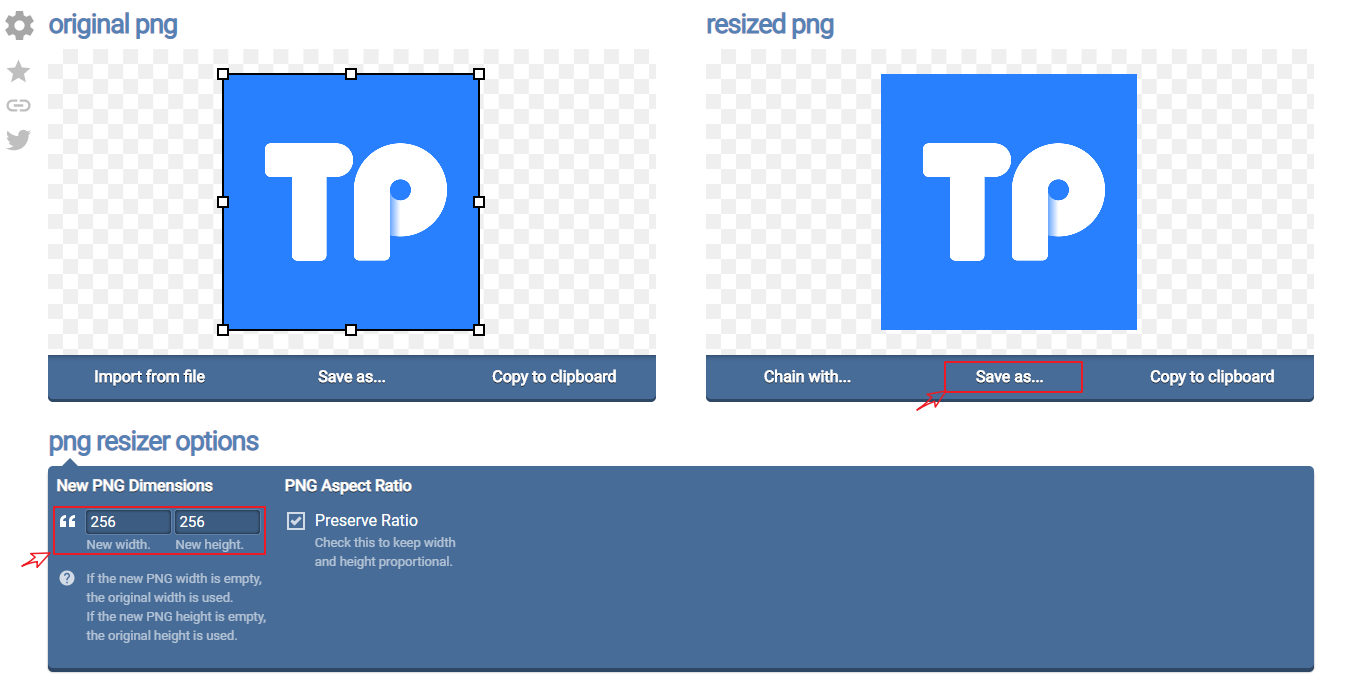 original png
resized png
TP
TP
Import from file
Save as...
Copy to clipboard
Chain with...
Save as...
Copy to clipboard
png resizer options
New PNG Dimensions
PNG Aspect Ratio
256
256
New width.
New height.
Preserve Ratio
Check this to keep width
and height proportional.
If the new PNG width is empty,
the original width is used.
If the new PNG height is empty,
the original height is used.